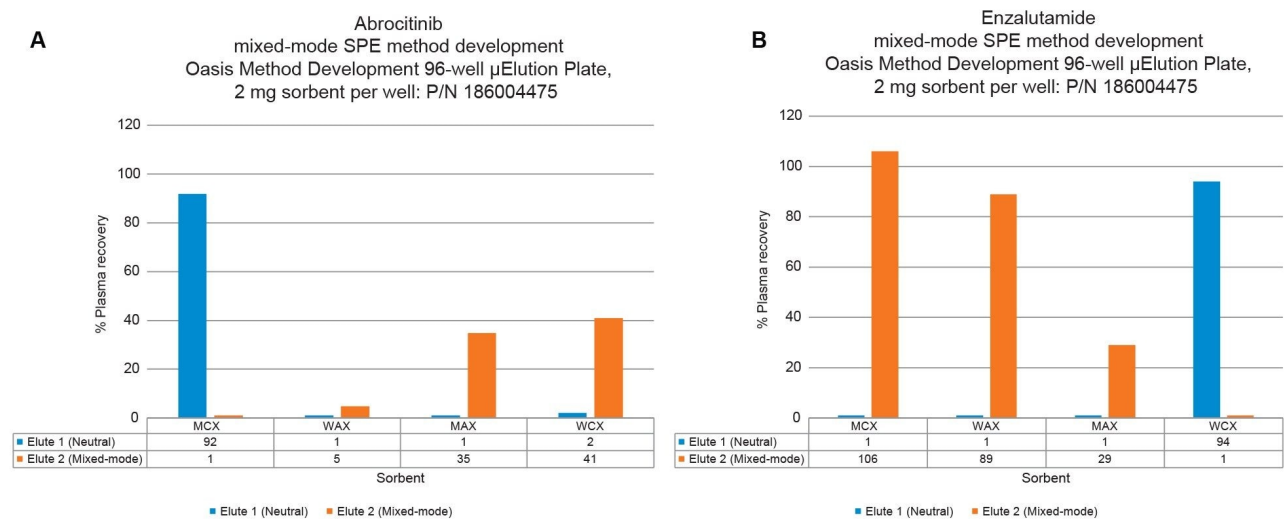 A
Abrocitinib
mixed-mode SPE method development
Oasis Method Development 96-well µElution Plate,
2 mg sorbent per well: P/N 186004475
% Plasma recovery
120
100
80
60
40
20
0
MCX WAX MAX WCX
Elute 1 (Neutral) 92 1 1 2
Elute 2 (Mixed-mode) 1 5 35 41
Sorbent
Elute 1 (Neutral) Elute 2 (Mixed-mode)
B
Enzalutamide
mixed-mode SPE method development
Oasis Method Development 96-well µElution Plate,
2 mg sorbent per well: P/N 186004475
% Plasma recovery
120
100
80
60
40
20
0
MCX WAX MAX WCX
Elute 1 (Neutral) 1 1 1 94
Elute 2 (Mixed-mode) 106 89 29 1
Sorbent
Elute 1 (Neutral) Elute 2 (Mixed-mode)